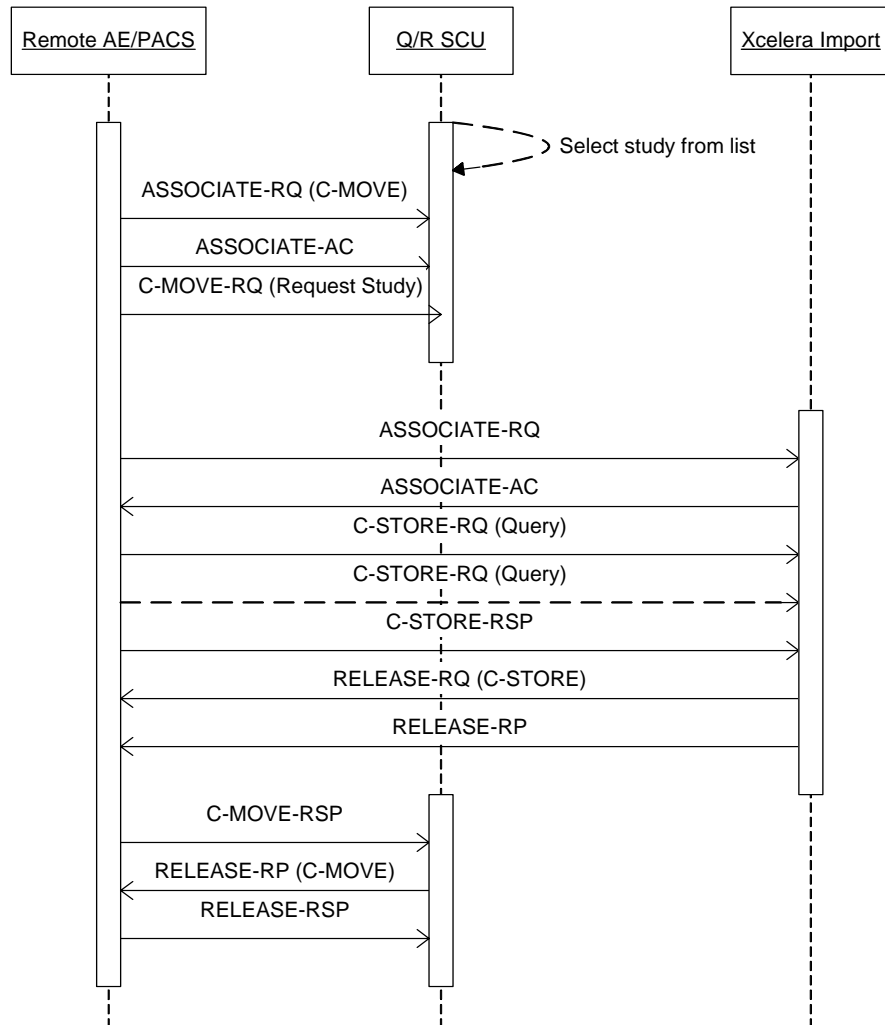 Remote AE/PACS
Q/R SCU
Xcelera Import
Select study from list
ASSOCIATE-RQ (C-MOVE)
ASSOCIATE-AC
C-MOVE-RQ (Request Study)
ASSOCIATE-RQ
ASSOCIATE-AC
C-STORE-RQ (Query)
C-STORE-RQ (Query)
C-STORE-RSP
RELEASE-RQ (C-STORE)
RELEASE-RP
C-MOVE-RSP
RELEASE-RP (C-MOVE)
RELEASE-RSP